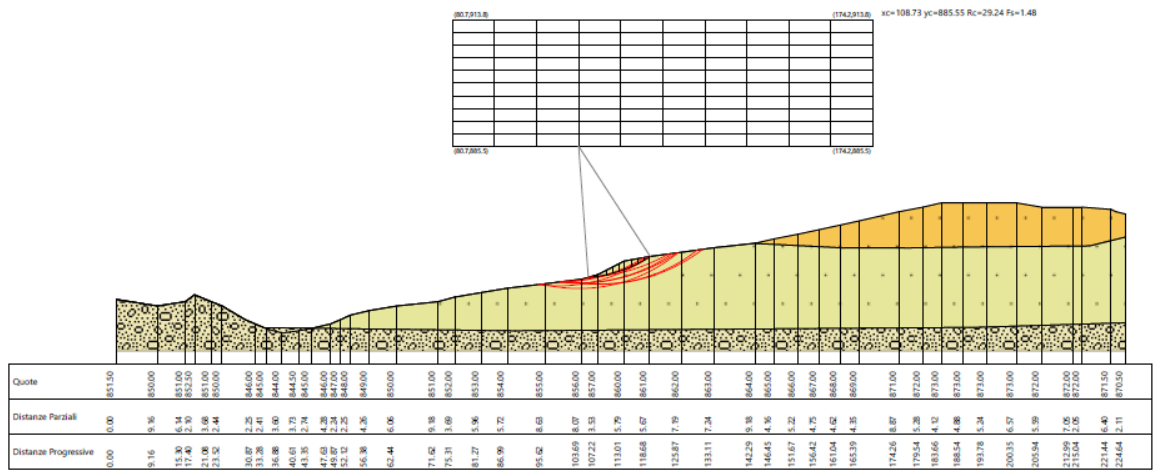 (80.7,913.8) (174.2,913.8) xc=108.73 yc=885.55 Rc=29.24 Fs=1.48
(80.7,885.5) (174.2,885.5)
Quote 851.50 850.00 851.00 852.50 851.00 850.00 846.00 845.00 844.00 844.50 845.00 846.00 847.00 848.00 849.00 850.00 851.00 852.00 853.00 854.00 855.00 856.00 857.00 860.00 861.00 862.00 863.00 864.00 865.00 866.00 867.00 868.00 869.00 871.00 872.00 873.00 873.00 873.00 873.00 872.00 872.00 872.00 871.50 870.50
Distanze Parziali 0.00 9.16 6.14 2.10 3.68 2.44 2.25 2.41 3.60 3.73 2.74 4.28 2.24 2.25 4.26 6.06 9.18 3.69 5.96 5.72 8.63 8.07 3.53 5.79 5.67 7.19 7.24 9.18 4.16 5.22 4.75 4.62 4.35 8.87 5.28 4.12 4.88 5.24 6.57 5.59 7.05 2.05 6.40 2.11
Distanze Progressive 0.00 9.16 15.30 17.40 21.08 23.52 30.87 33.28 36.88 40.61 43.35 47.63 49.87 52.12 56.38 62.44 71.62 75.31 81.27 86.99 95.62 103.69 107.22 113.01 118.68 125.87 133.11 142.29 146.45 151.67 156.42 161.04 165.39 174.26 179.54 183.66 188.54 193.78 200.35 205.94 212.99 215.04 221.44 224.64